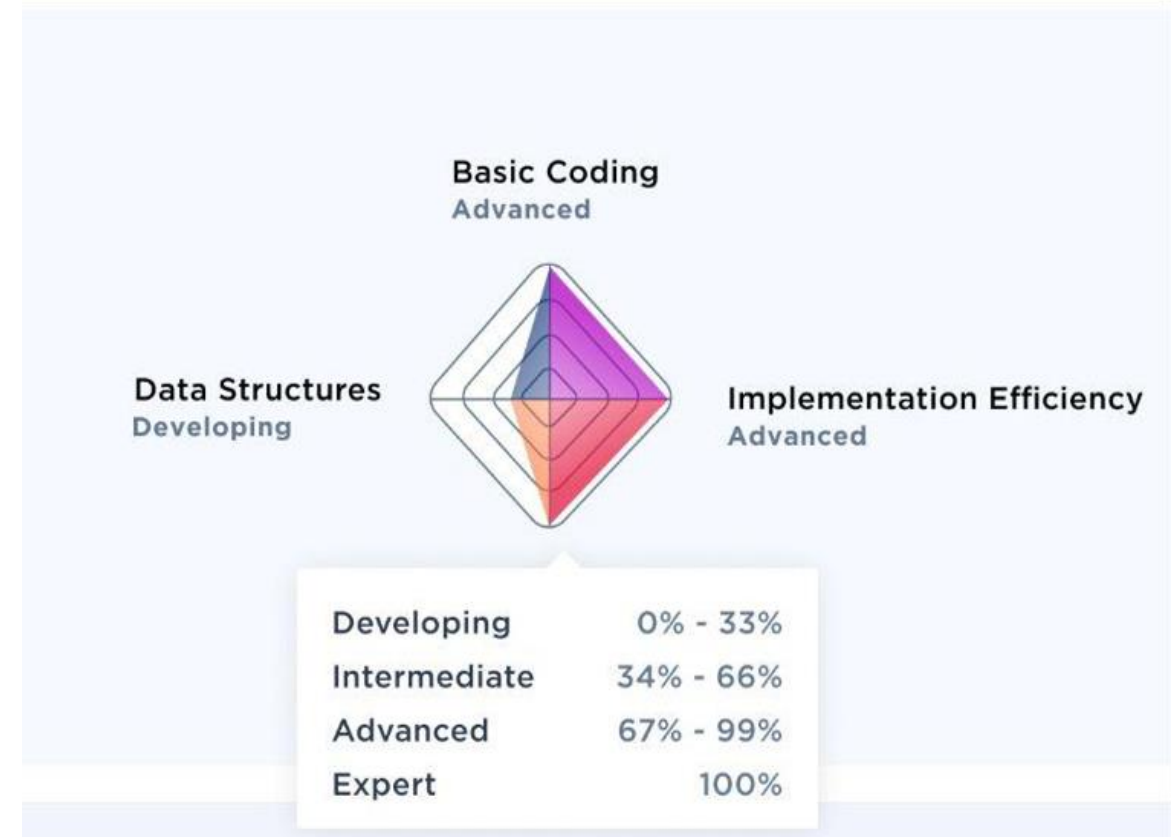 Basic Coding
Advanced
Data Structures
Developing
Implementation Efficiency
Advanced
Developing 0% - 33%
Intermediate 34% - 66%
Advanced 67% - 99%
Expert 100%